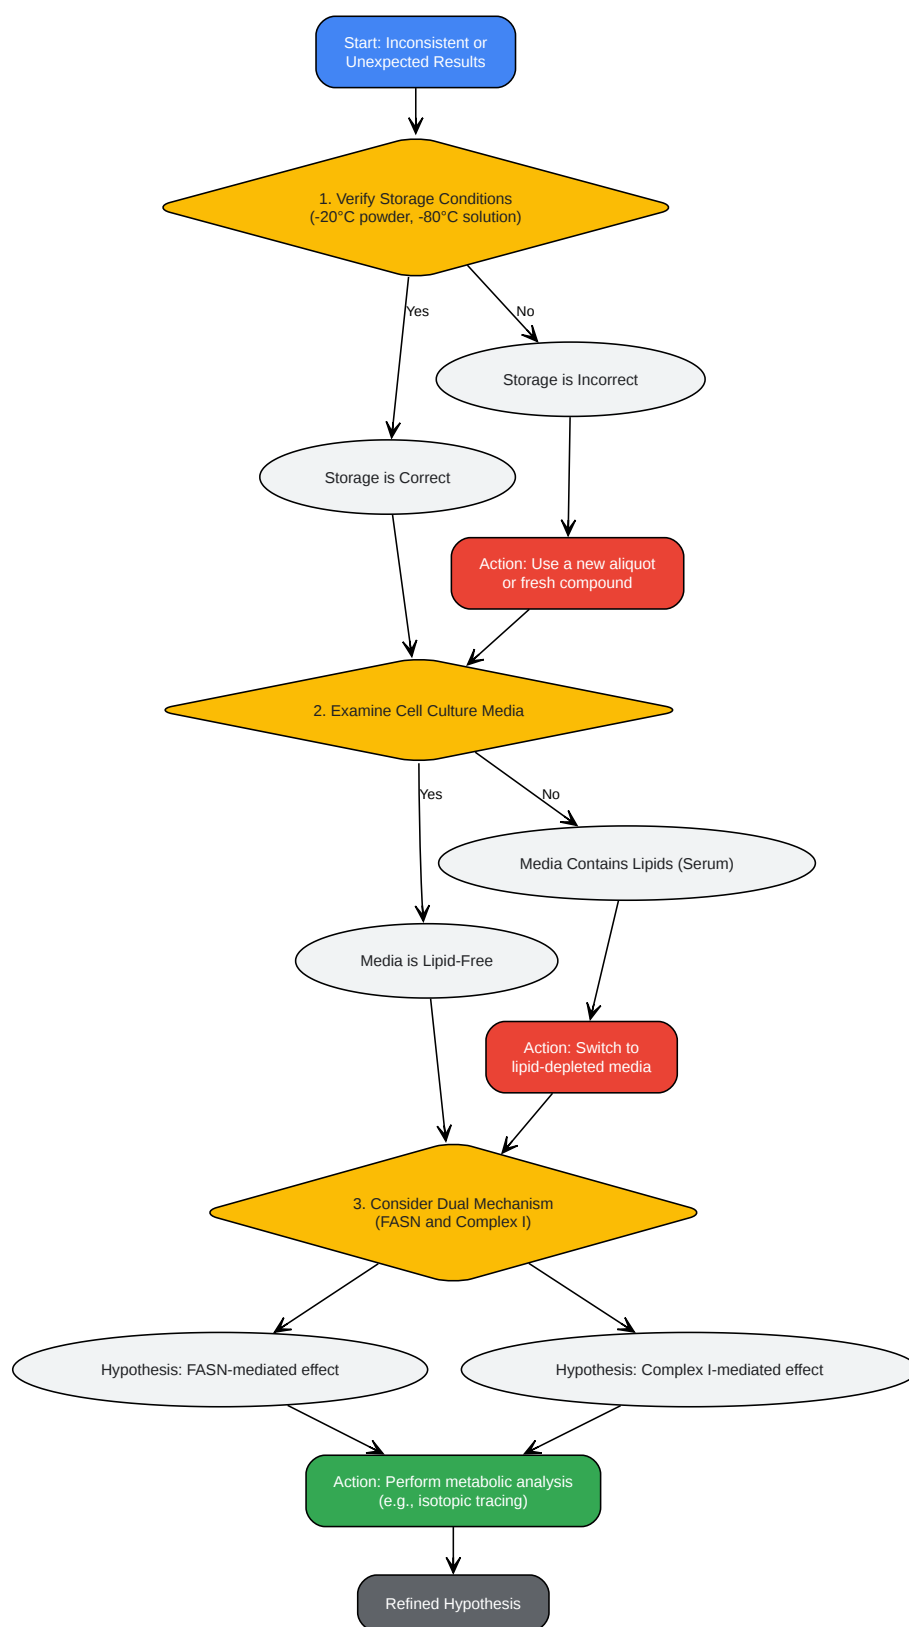 Start: Inconsistent or
Unexpected Results
1. Verify Storage Conditions
(-20°C powder, -80°C solution)
Yes
No
Storage is Incorrect
Storage is Correct
Action: Use a new aliquot
or fresh compound
2. Examine Cell Culture Media
Yes
No
Media Contains Lipids (Serum)
Media is Lipid-Free
Action: Switch to
lipid-depleted media
3. Consider Dual Mechanism
(FASN and Complex I)
Hypothesis: FASN-mediated effect
Hypothesis: Complex I-mediated effect
Action: Perform metabolic analysis
(e.g., isotopic tracing)
Refined Hypothesis